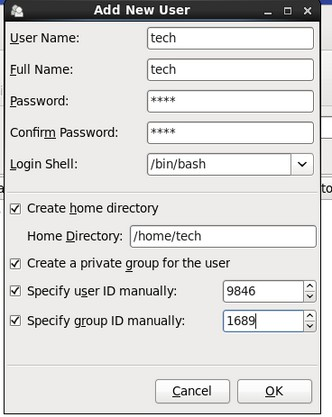 Add New User
User Name: tech
Full Name: tech
Password: ****
Confirm Password: ****
Login Shell: /bin/bash
Create home directory
Home Directory: /home/tech
Create a private group for the user
Specify user ID manually: 9846
Specify group ID manually: 1689
Cancel OK